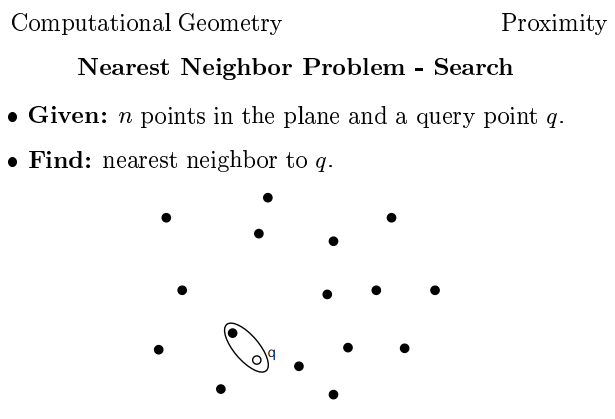 Computational Geometry Proximity
Nearest Neighbor Problem - Search
• Given: n points in the plane and a query point q.
• Find: nearest neighbor to q.
q